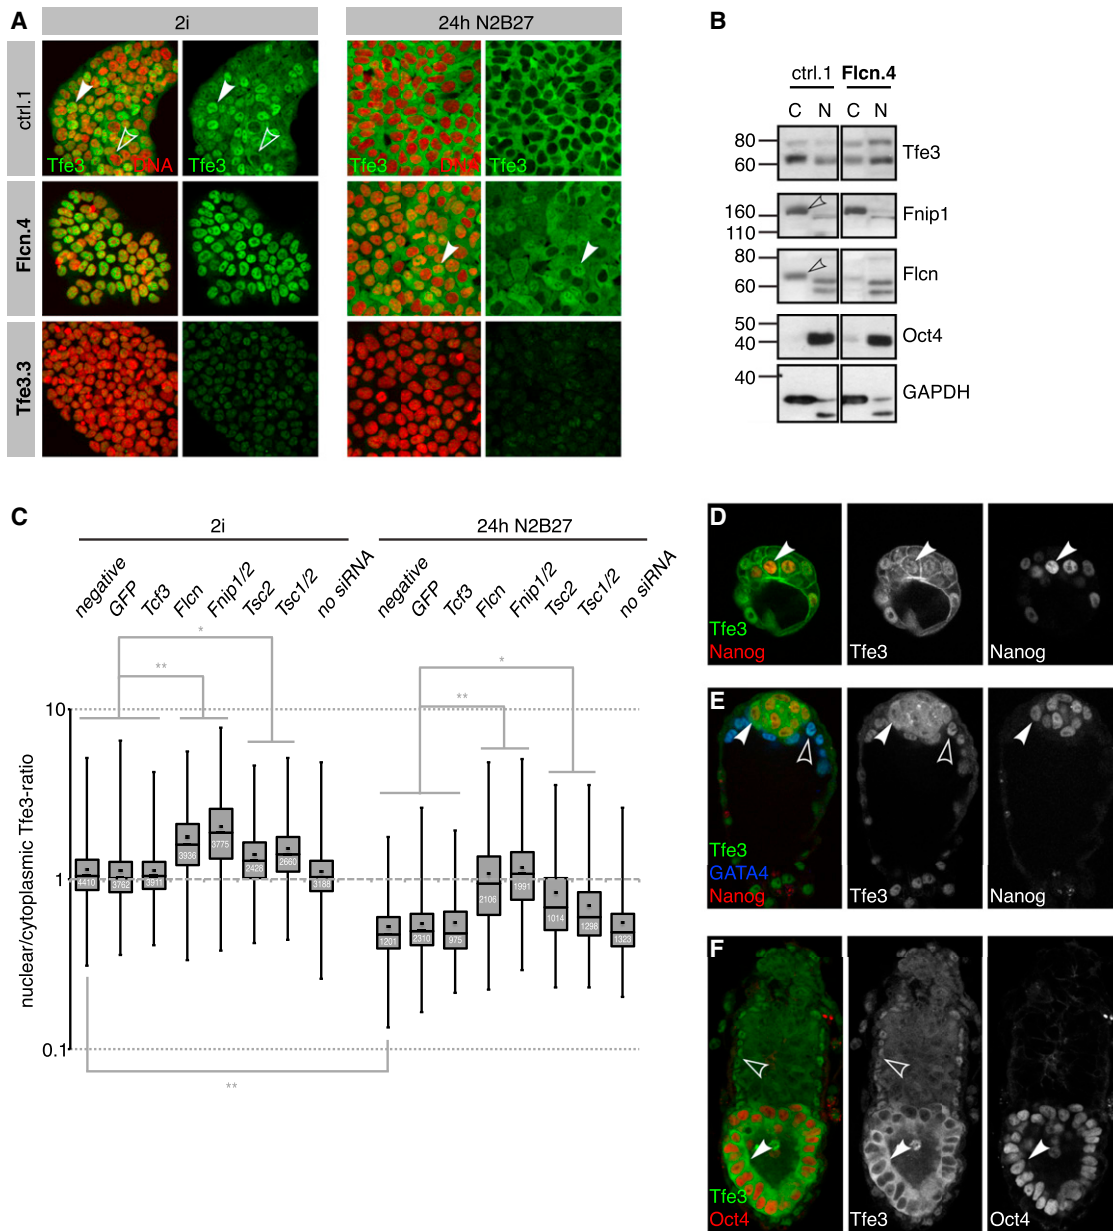 A
2i
24h N2B27
ctrl.1
Tfe3
DNA
Tfe3
Tfe3
DNA
Tfe3
Flcn.4
Tfe3.3
B
ctrl.1
Flcn.4
C
N
C
N
80
60
Tfe3
160
110
Fnip1
80
60
Flcn
50
40
Oct4
40
GAPDH
C
2i
24h N2B27
negative
GFP
Tcf3
Flcn
Fnip1/2
Tsc2
Tsc1/2
no siRNA
negative
GFP
Tcf3
Flcn
Fnip1/2
Tsc2
Tsc1/2
no siRNA
*
**
*
**
10
1
0.1
nuclear/cytoplasmic Tfe3-ratio
4410
3762
3911
3936
3775
2428
2660
3188
1201
2310
975
2106
1991
1014
1298
1323
**
D
Tfe3
Nanog
Tfe3
Nanog
E
Tfe3
GATA4
Nanog
Tfe3
Nanog
F
Tfe3
Oct4
Tfe3
Oct4